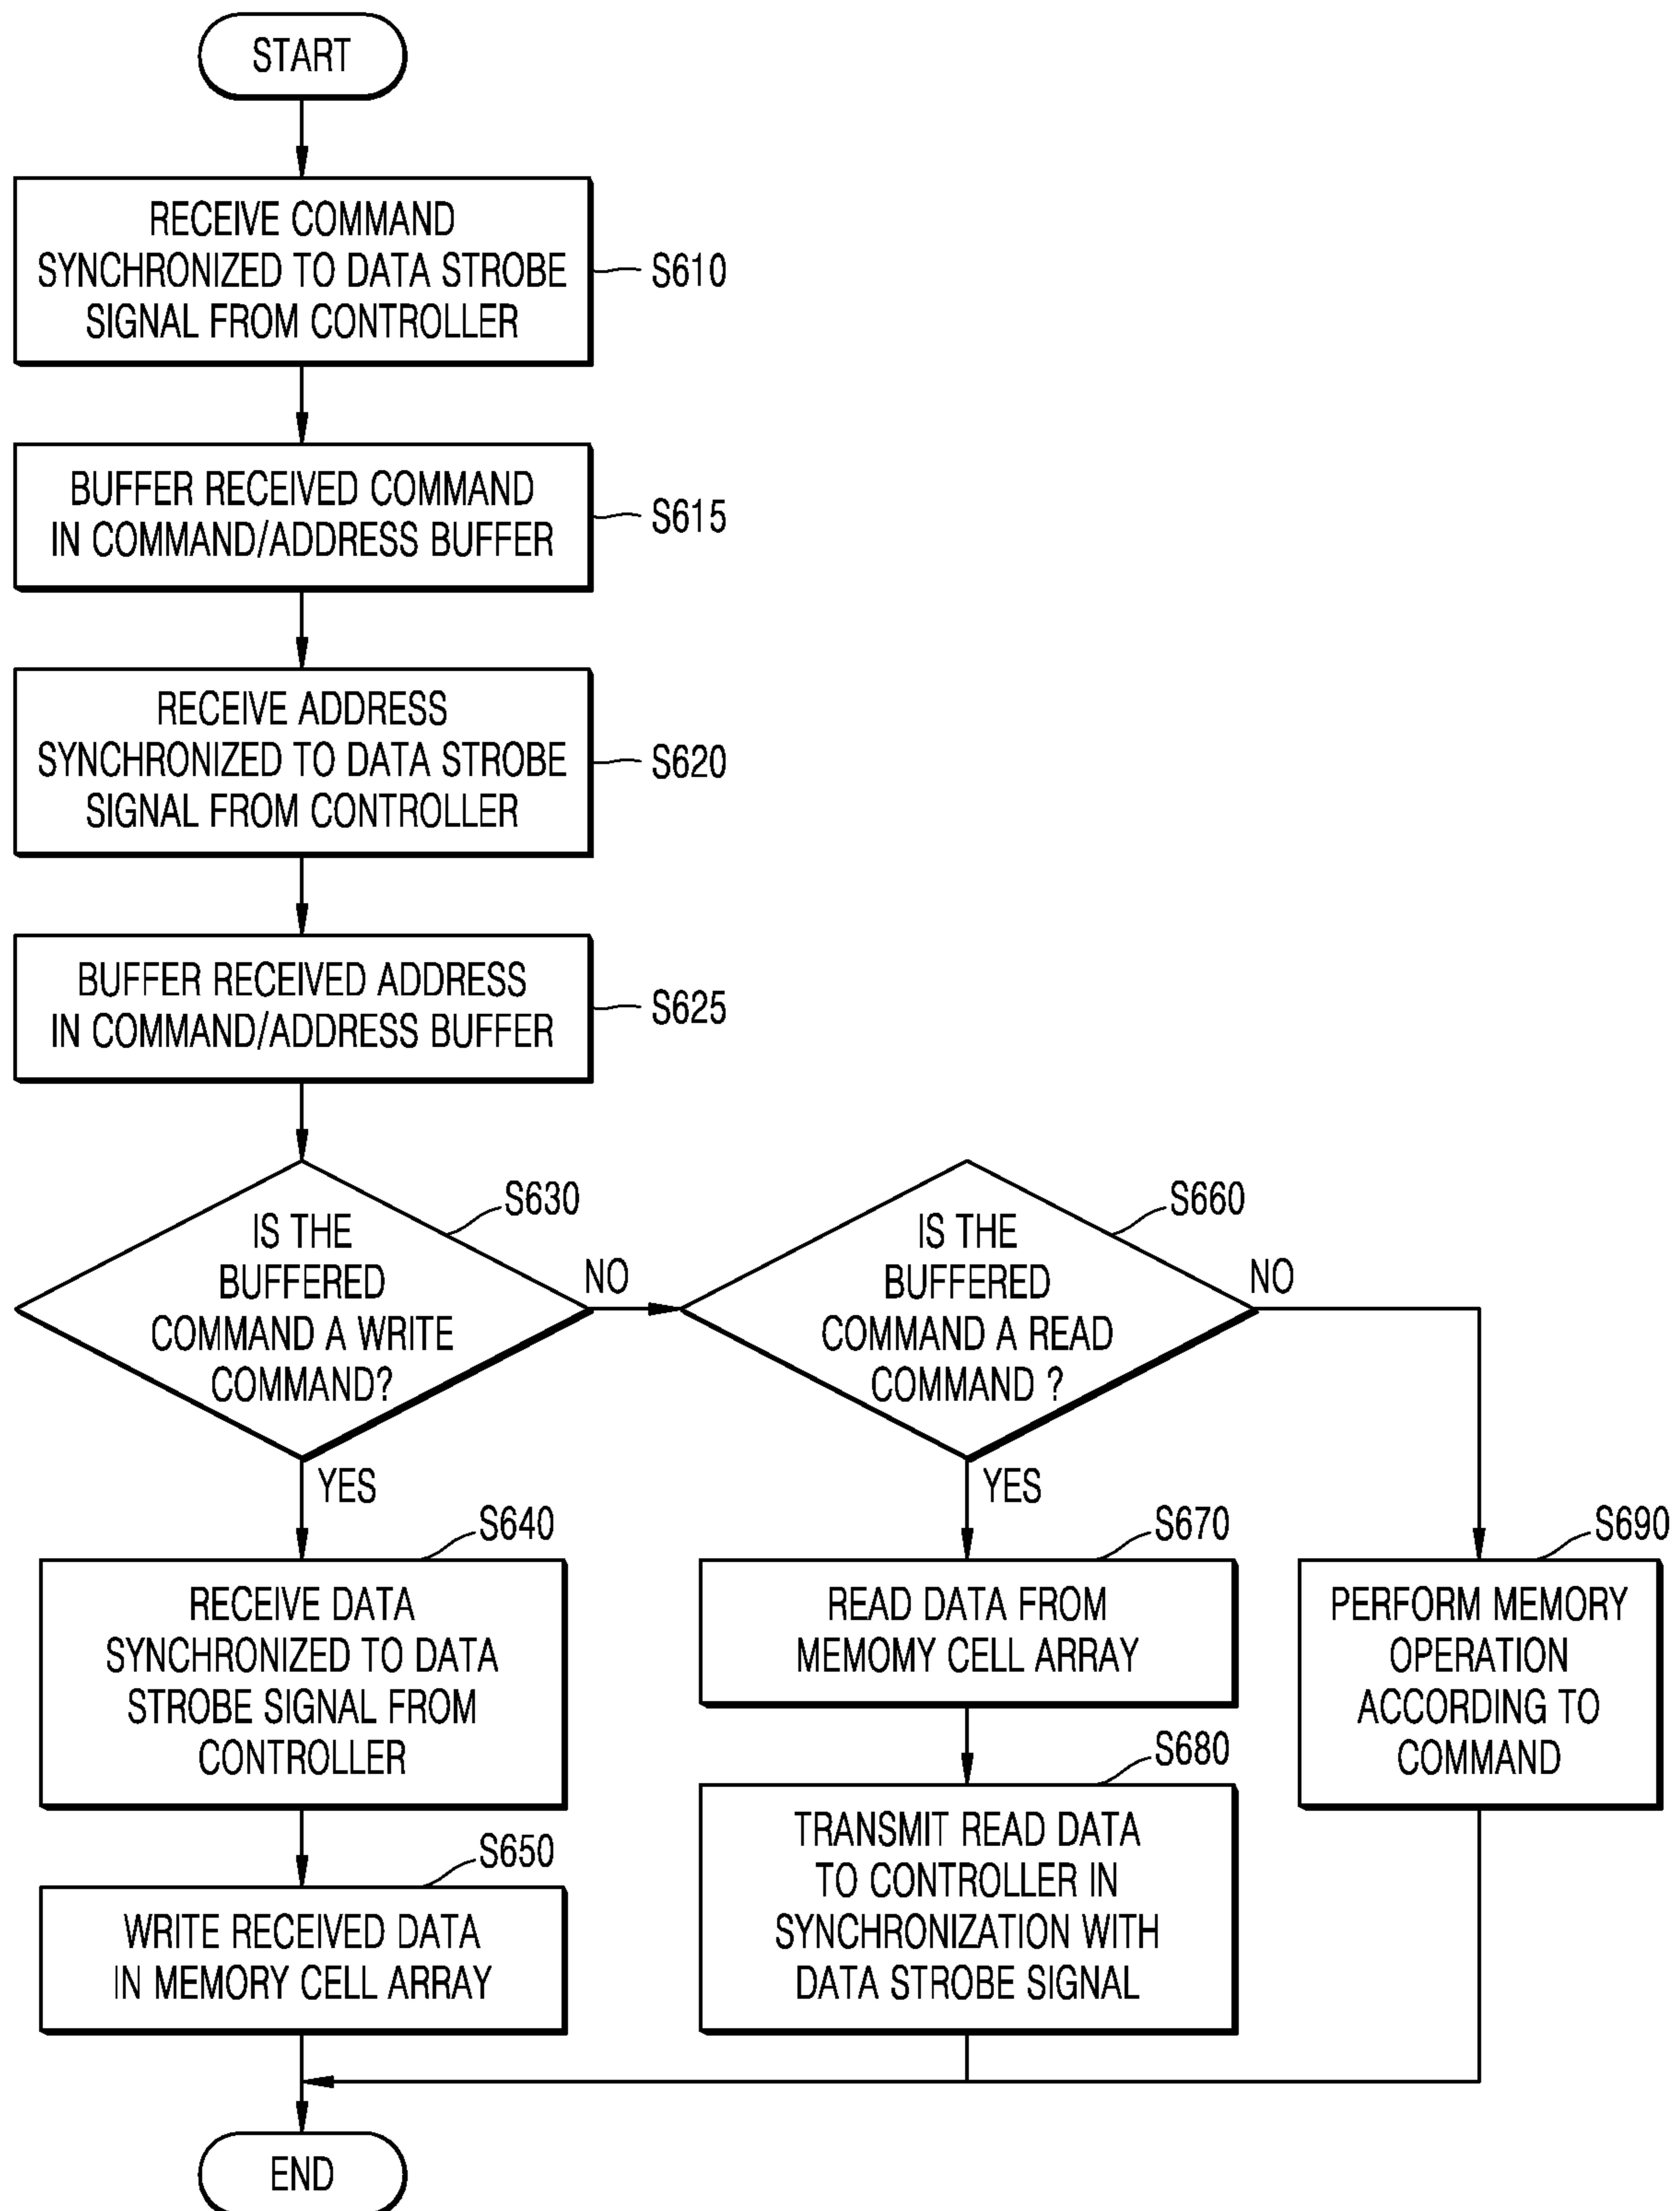 START
RECEIVE COMMAND
SYNCHRONIZED TO DATA STROBE
SIGNAL FROM CONTROLLER
S610
BUFFER RECEIVED COMMAND
IN COMMAND/ADDRESS BUFFER
S615
RECEIVE ADDRESS
SYNCHRONIZED TO DATA STROBE
SIGNAL FROM CONTROLLER
S620
BUFFER RECEIVED ADDRESS
IN COMMAND/ADDRESS BUFFER
S625
S630
IS THE
BUFFERED
COMMAND A WRITE
COMMAND?
NO
YES
S660
IS THE
BUFFERED
COMMAND A READ
COMMAND ?
NO
YES
S640
RECEIVE DATA
SYNCHRONIZED TO DATA
STROBE SIGNAL FROM
CONTROLLER
S650
WRITE RECEIVED DATA
IN MEMORY CELL ARRAY
S670
READ DATA FROM
MEMOMY CELL ARRAY
S680
TRANSMIT READ DATA
TO CONTROLLER IN
SYNCHRONIZATION WITH
DATA STROBE SIGNAL
S690
PERFORM MEMORY
OPERATION
ACCORDING TO
COMMAND
END